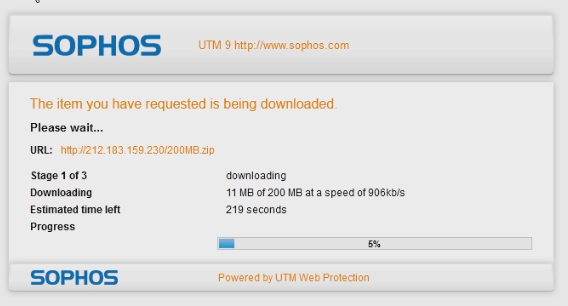 SOPHOS UTM 9 http://www.sophos.com
The item you have requested is being downloaded.
Please wait...
URL: http://212.183.159.230/200MB.zip
Stage 1 of 3 downloading
Downloading 11 MB of 200 MB at a speed of 906kb/s
Estimated time left 219 seconds
Progress
5%
SOPHOS Powered by UTM Web Protection